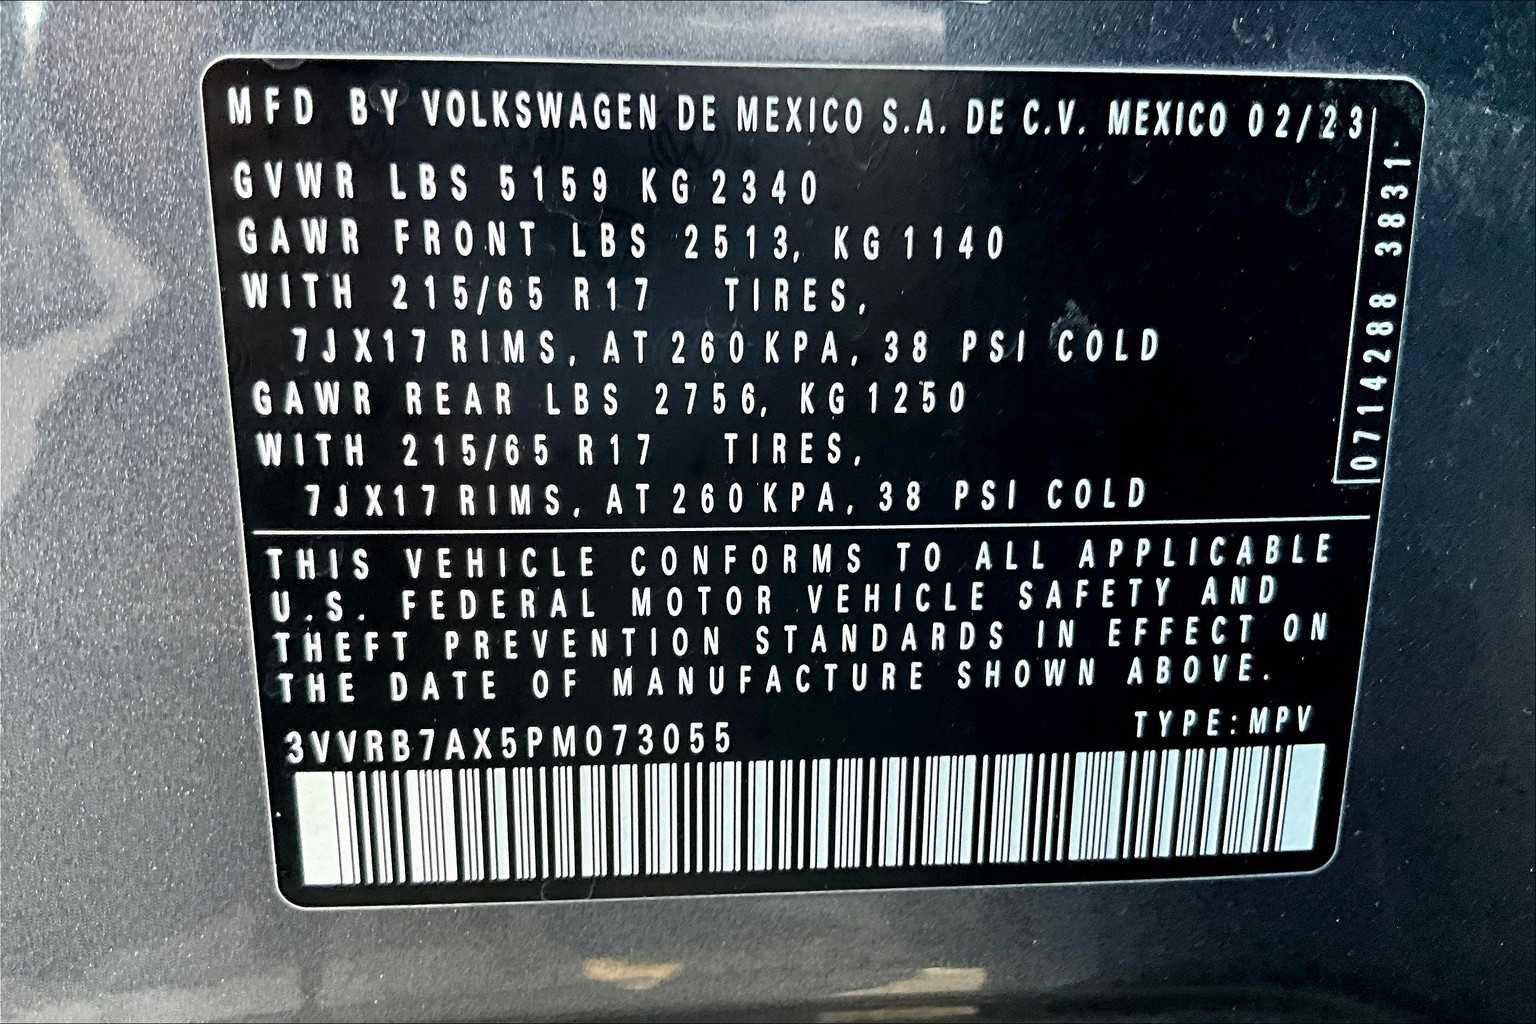 MFD BY VOLKSWAGEN DE MEXICO S.A. DE C.V. MEXICO 02/23
GVWR LBS 5159 KG 2340
GAWR FRONT LBS 2513, KG 1140
WITH 215/65 R17 TIRES,
7JX17 RIMS, AT 260 KPA, 38 PSI COLD
GAWR REAR LBS 2756, KG 1250
WITH 215/65 R17 TIRES,
7JX17 RIMS, AT 260 KPA, 38 PSI COLD
0714288 3831
THIS VEHICLE CONFORMS TO ALL APPLICABLE
U.S. FEDERAL MOTOR VEHICLE SAFETY AND
THEFT PREVENTION STANDARDS IN EFFECT ON
THE DATE OF MANUFACTURE SHOWN ABOVE.
3VVRB7AX5PM073055
TYPE:MPV